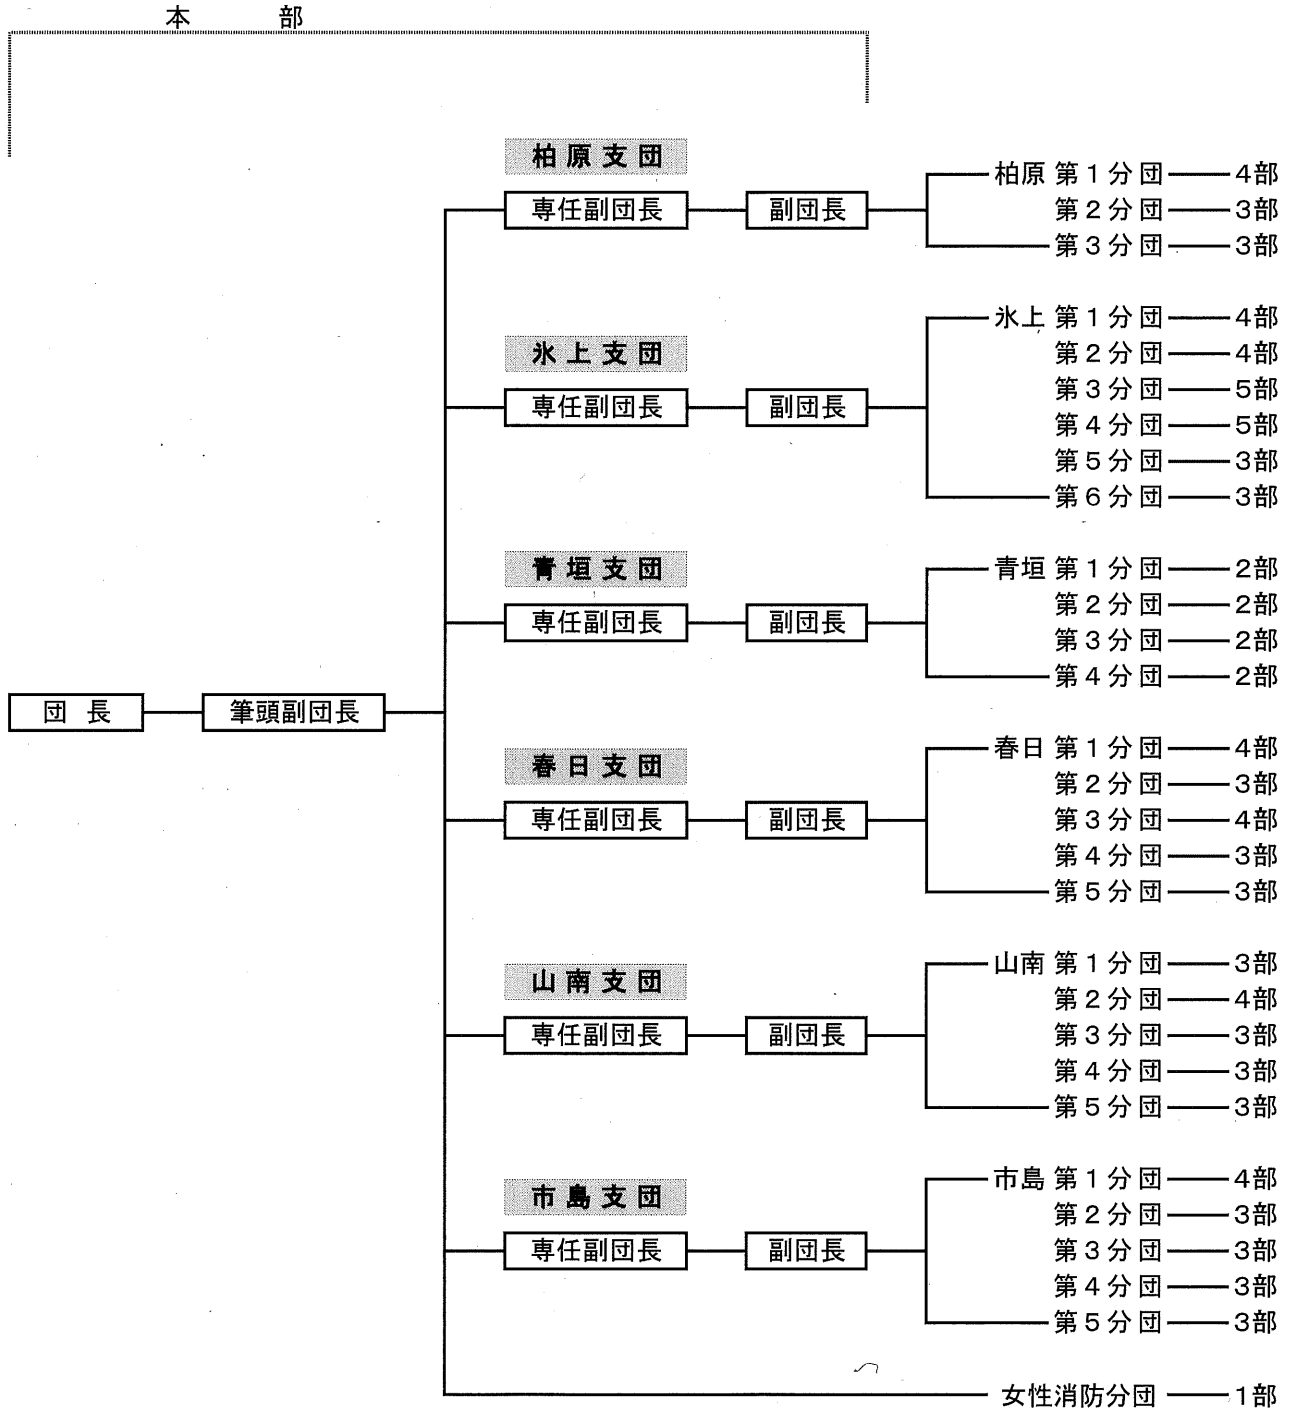 本 部
柏原支団
専任副団長 副団長
柏原 第1分団 4部
第2分団 3部
第3分団 3部
氷上支団
専任副団長 副団長
氷上 第1分団 4部
第2分団 4部
第3分団 5部
第4分団 5部
第5分団 3部
第6分団 3部
青垣支団
専任副団長 副団長
青垣 第1分団 2部
第2分団 2部
第3分団 2部
第4分団 2部
団 長 筆頭副団長
春日支団
専任副団長 副団長
春日 第1分団 4部
第2分団 3部
第3分団 4部
第4分団 3部
第5分団 3部
山南支団
専任副団長 副団長
山南 第1分団 3部
第2分団 4部
第3分団 3部
第4分団 3部
第5分団 3部
市島支団
専任副団長 副団長
市島 第1分団 4部
第2分団 3部
第3分団 3部
第4分団 3部
第5分団 3部
女性消防分団 1部